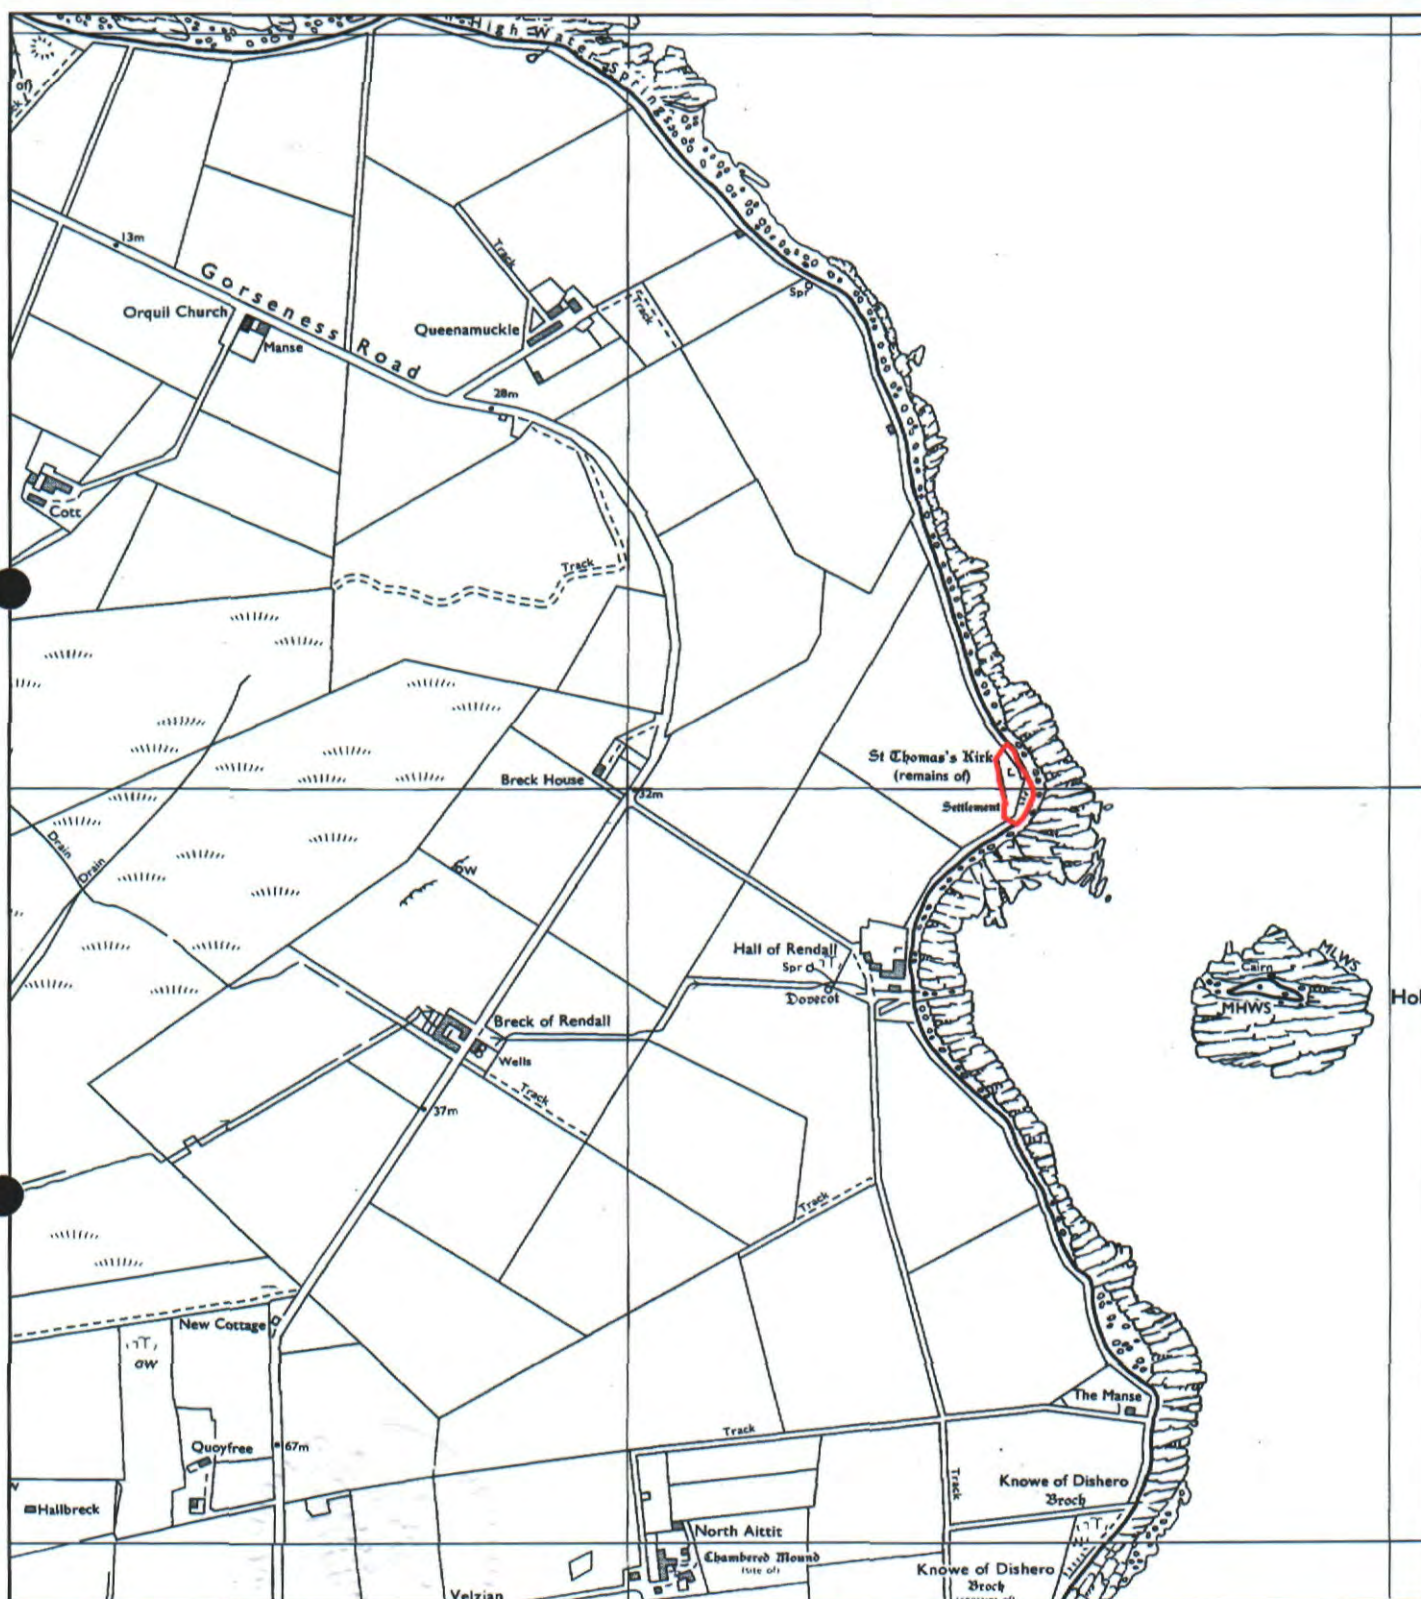 High Water Springs
13m
Gorseness Road
Orquil Church
Manse
Track
Queenamuckle
Track
Spr
28m
Cott
Track
St Thomas's Kirk
(remains of)
Breck House
32m
Settlement
Drain
Drain
Hall of Rendall
Spr
Dovecot
Cairn
MLWS
MHWS
Hol
Breck of Rendall
Wells
Track
37m
Track
New Cottage
The Manse
Track
Quoyfree
67m
Track
Knowe of Dishero
Broch
Hallbreck
North Aittit
Chambered Mound
(site of)
Knowe of Dishero
Broch
Velzian